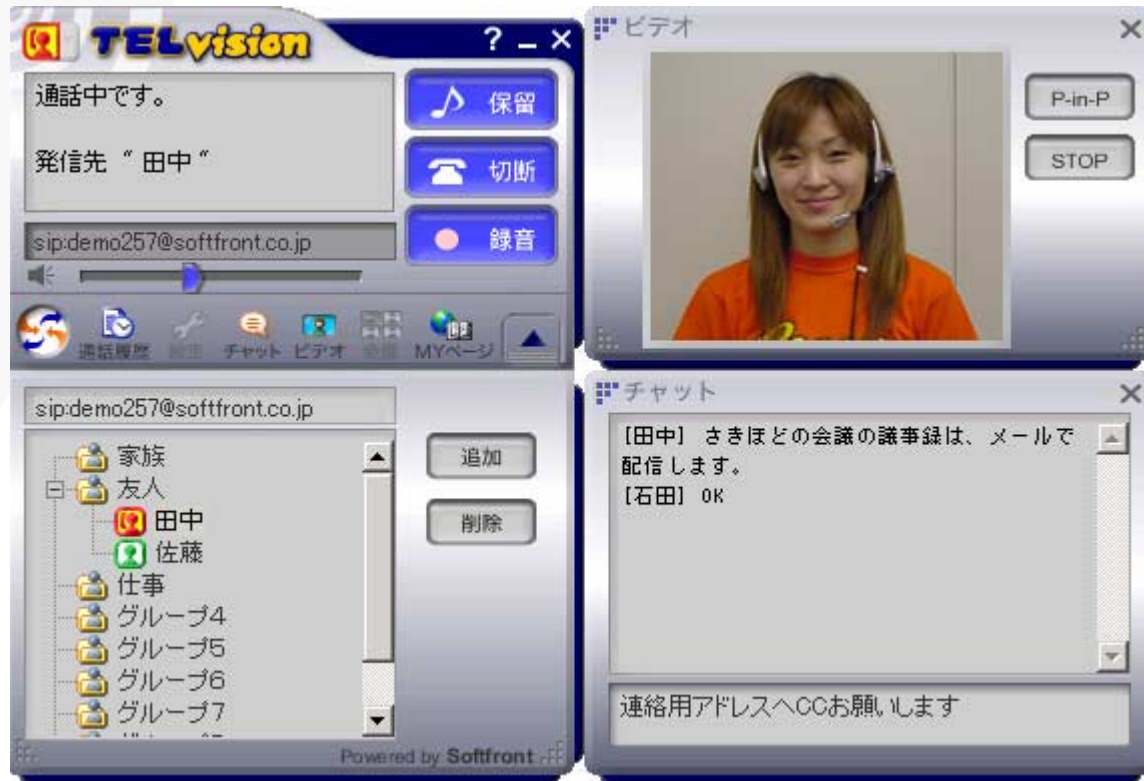 TELvision
? _ ×
通話中です。
発信先 “ 田中 “
保留
切断
録音
sip:demo257@softfront.co.jp
通話履歴
チャット
ビデオ
MYページ
sip:demo257@softfront.co.jp
家族
友人
田中
佐藤
仕事
グループ4
グループ5
グループ6
グループ7
追加
削除
Powered by Softfront
ビデオ
P-in-P
STOP
チャット
[田中] さきほどの会議の議事録は、メールで
配信します。
[石田] OK
連絡用アドレスへCCお願いします